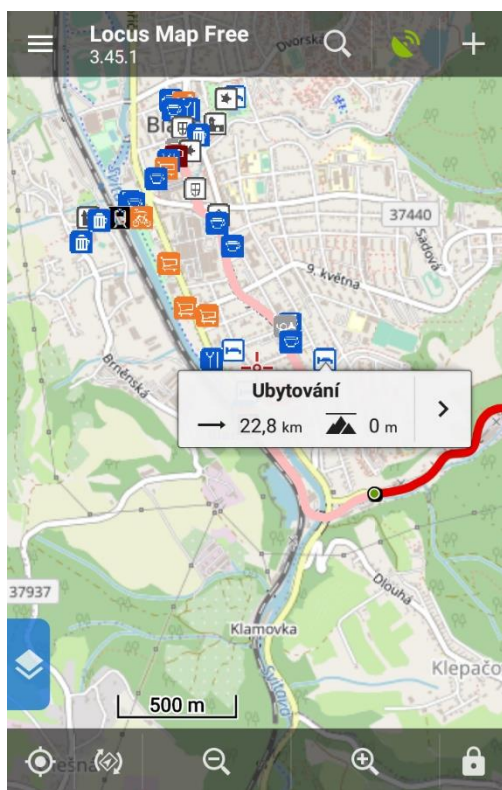 Locus Map Free
3.45.1
Dvorská
37440
Sadová
9. května
Brněnská
Ubytování
22,8 km
0 m
Dlouhá
37937
Klamovka
Svitava
Klepačo
500 m